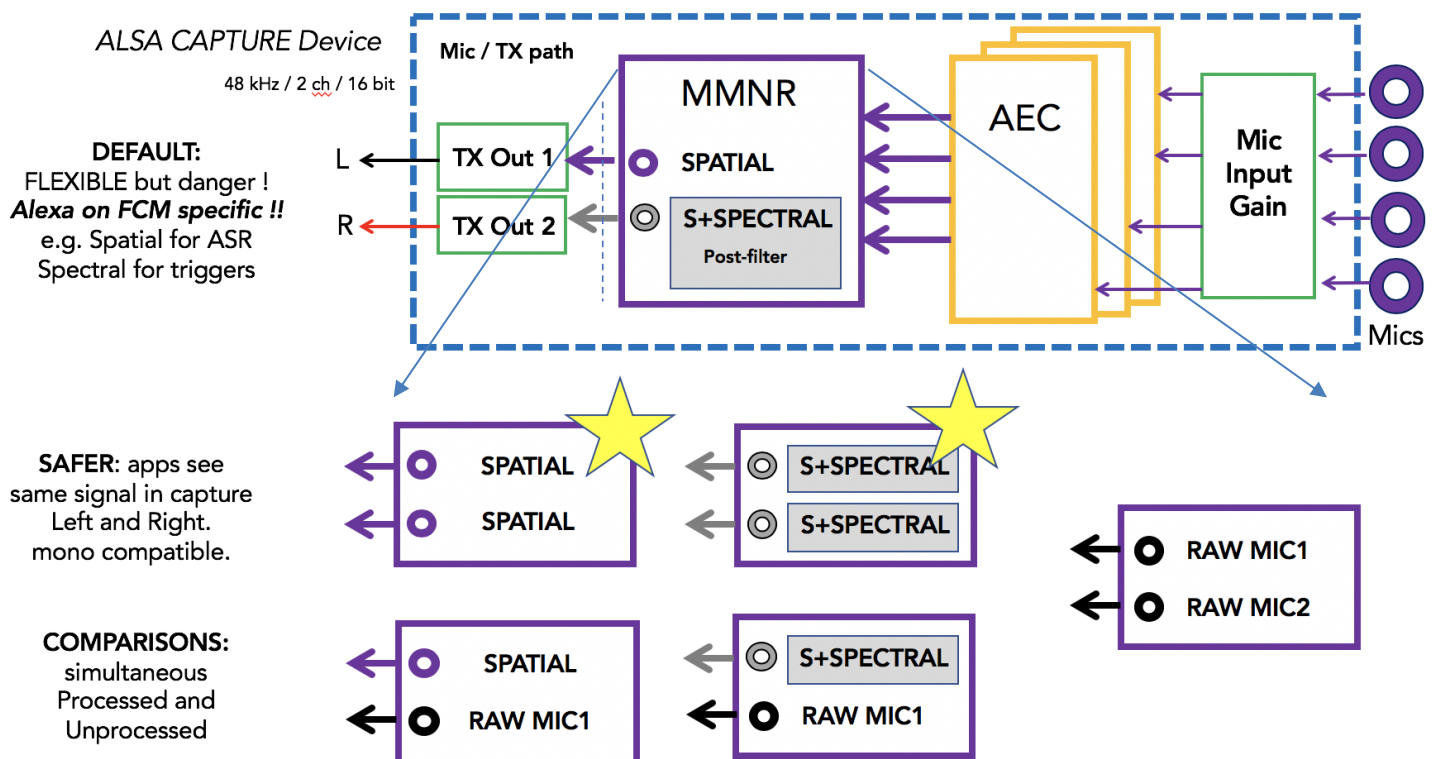 ALSA CAPTURE Device
48 kHz / 2 ch / 16 bit
DEFAULT:
FLEXIBLE but danger !
Alexa on FCM specific !!
e.g. Spatial for ASR
Spectral for triggers
L
R
Mic / TX path
TX Out 1
TX Out 2
MMNR
SPATIAL
S+SPECTRAL
Post-filter
AEC
Mic
Input
Gain
Mics
SAFER: apps see
same signal in capture
Left and Right.
mono compatible.
SPATIAL
SPATIAL
S+SPECTRAL
S+SPECTRAL
RAW MIC1
RAW MIC2
COMPARISONS:
simultaneous
Processed and
Unprocessed
SPATIAL
RAW MIC1
S+SPECTRAL
RAW MIC1